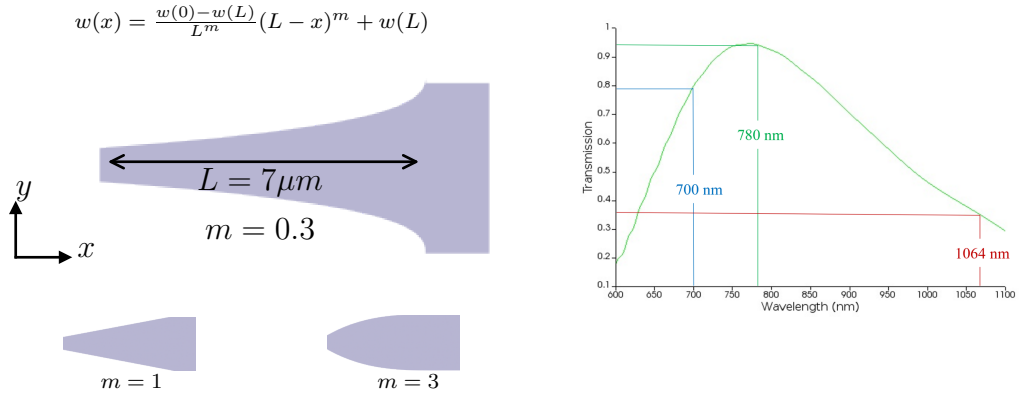 w(x) = \frac{w(0)-w(L)}{L^m}(L − x)^m + w(L)
L = 7μm
m = 0.3
y
x
m = 1
m = 3
1
0.9
0.8
0.7
0.6
0.5
0.4
0.3
0.2
0.1
Transmission
780 nm
700 nm
1064 nm
600 650 700 750 800 850 900 950 1000 1050 1100
Wavelength (nm)